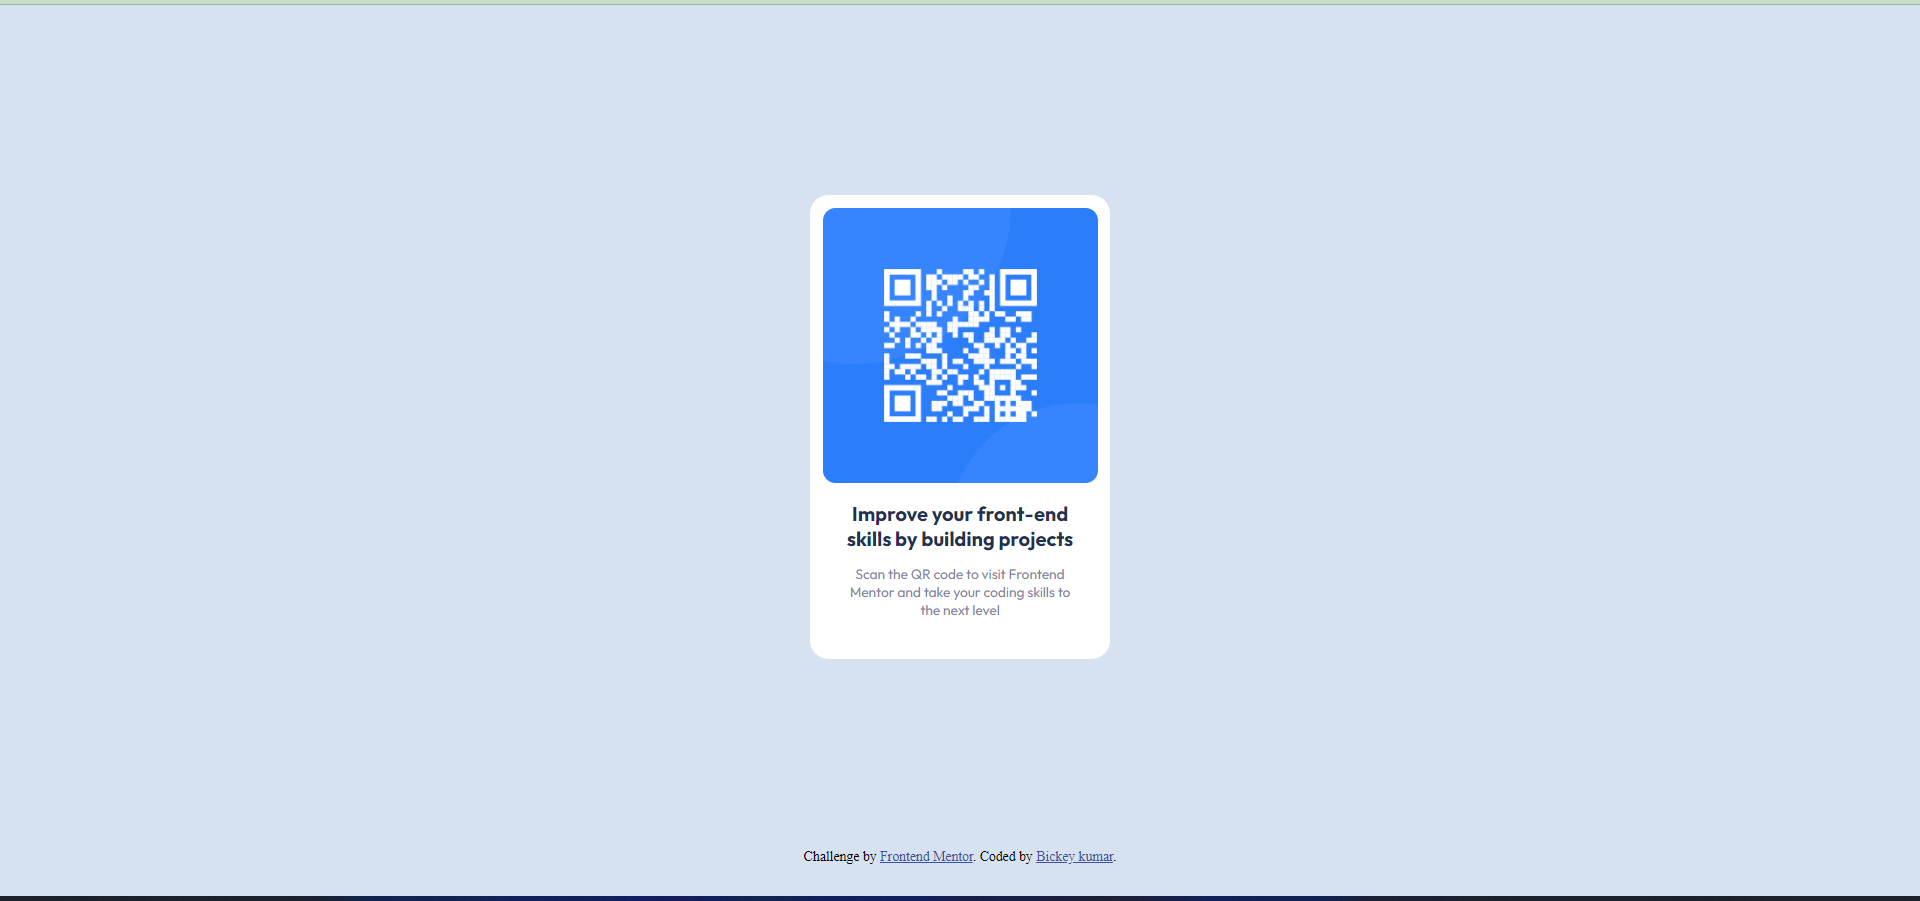 Improve your front-end
skills by building projects
Scan the QR code to visit Frontend
Mentor and take your coding skills to
the next level
Challenge by Frontend Mentor. Coded by Bickey kumar.